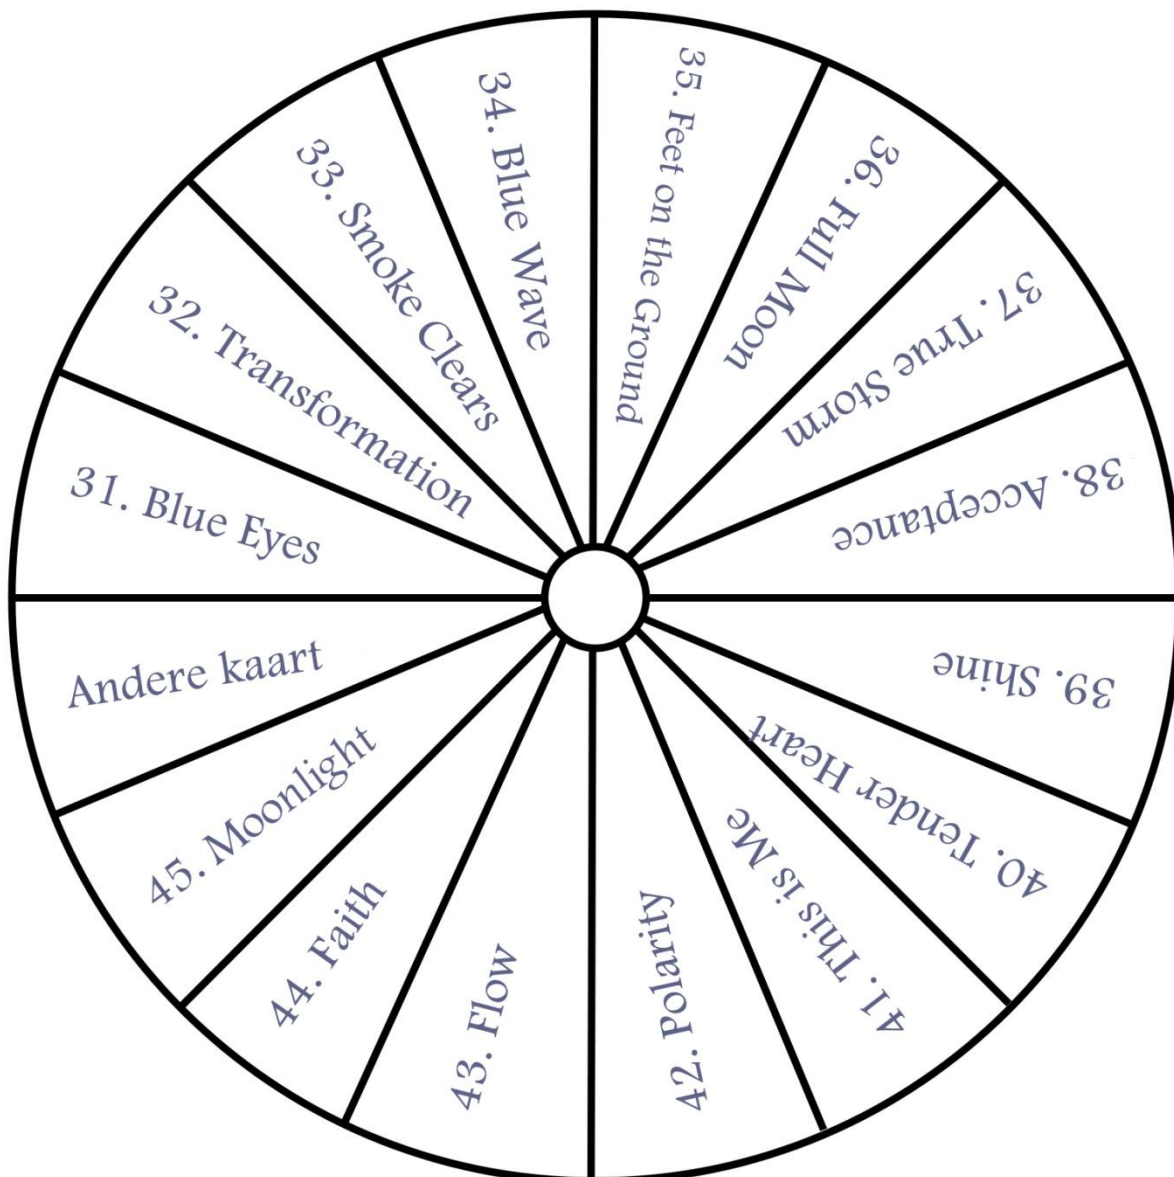 31. Blue Eyes
32. Transformation
33. Smoke Clears
34. Blue Wave
35. Feet on the Ground
36. Full Moon
37. True Storm
38. Acceptance
39. Shine
40. Tender Heart
41. This is Me
42. Polarity
43. Flow
44. Faith
45. Moonlight
Andere kaart